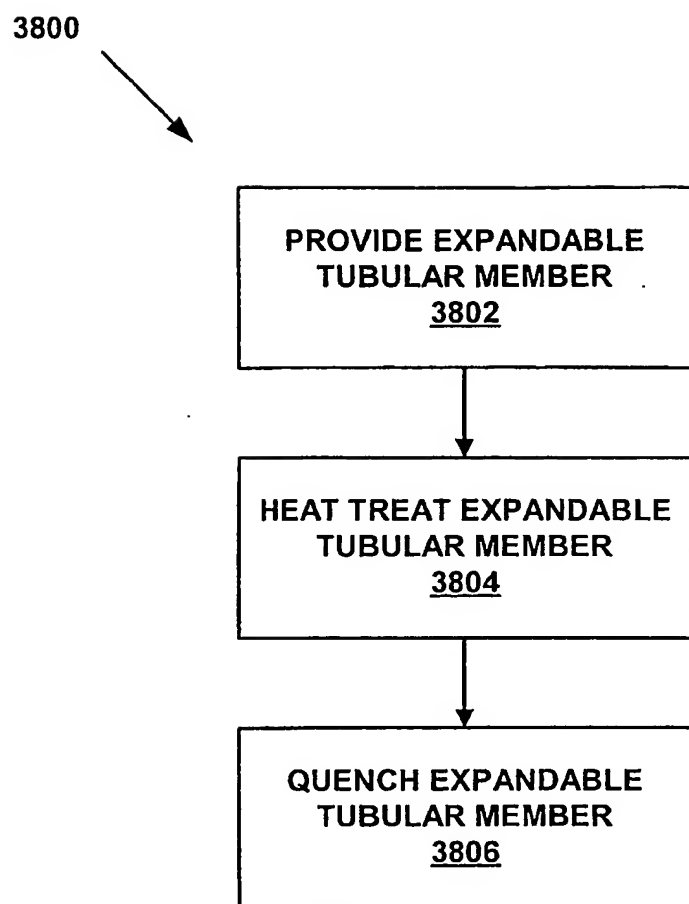 3800
PROVIDE EXPANDABLE
TUBULAR MEMBER
3802
HEAT TREAT EXPANDABLE
TUBULAR MEMBER
3804
QUENCH EXPANDABLE
TUBULAR MEMBER
3806